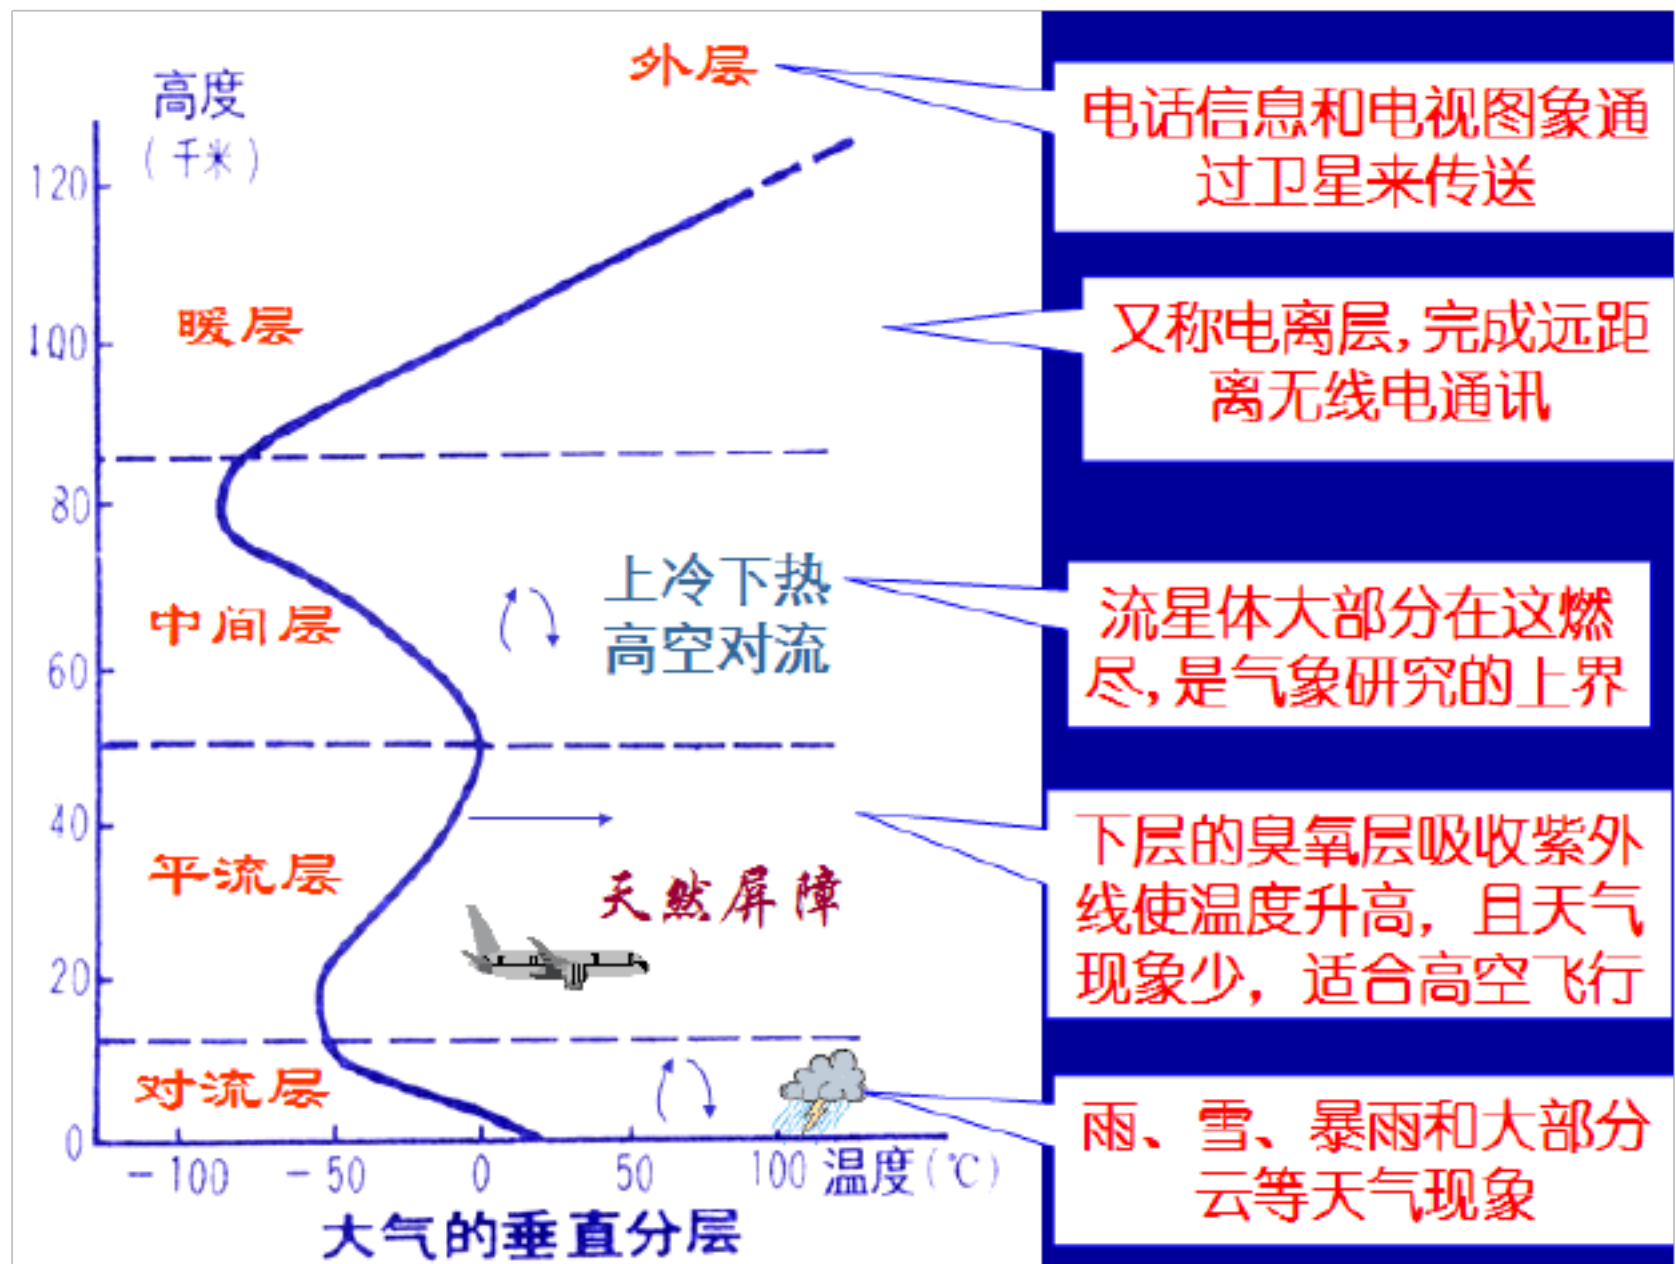 外层
高度
(千米)
120
100
80
60
40
20
0
暖层
中间层
上冷下热
高空对流
平流层
天然屏障
对流层
-100
-50
0
50
100
温度(℃)
大气的垂直分层
电话信息和电视图象通
过卫星来传送
又称电离层,完成远距
离无线电通讯
流星体大部分在这燃
尽,是气象研究的上界
下层的臭氧层吸收紫外
线使温度升高，且天气
现象少，适合高空飞行
雨、雪、暴雨和大部分
云等天气现象